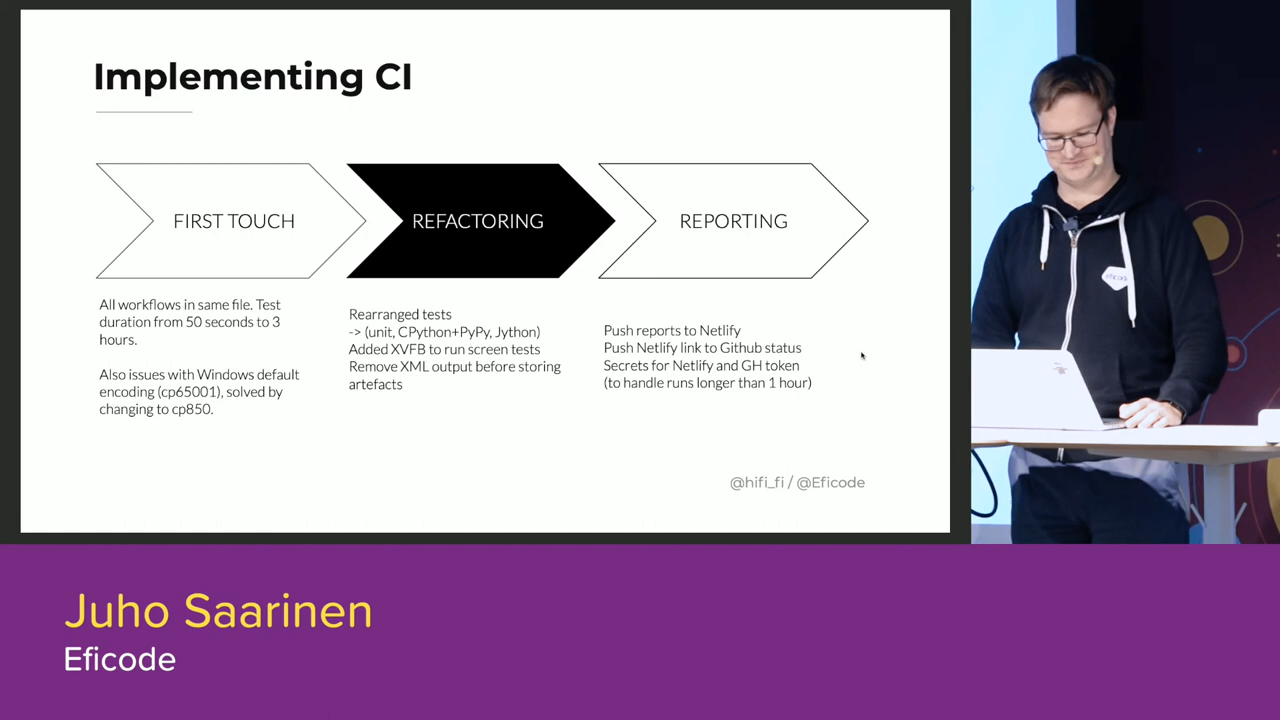 Implementing CI
FIRST TOUCH
REFACTORING
REPORTING
All workflows in same file. Test
duration from 50 seconds to 3
hours.
Also issues with Windows default
encoding (cp65001), solved by
changing to cp850.
Rearranged tests
-> (unit, CPython+PyPy, Jython)
Added XVFB to run screen tests
Remove XML output before storing
artefacts
Push reports to Netlify
Push Netlify link to Github status
Secrets for Netlify and GH token
(to handle runs longer than 1 hour)
@hifi_fi / @Eficode
eficode
Juho Saarinen
Eficode